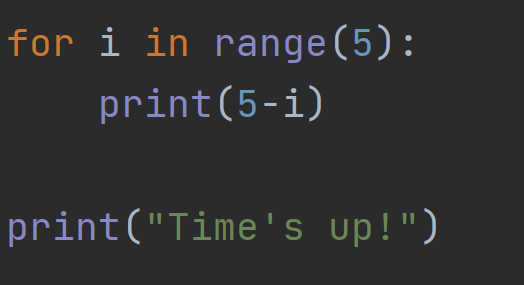 for i in range(5):
    print(5-i)

print("Time's up!")